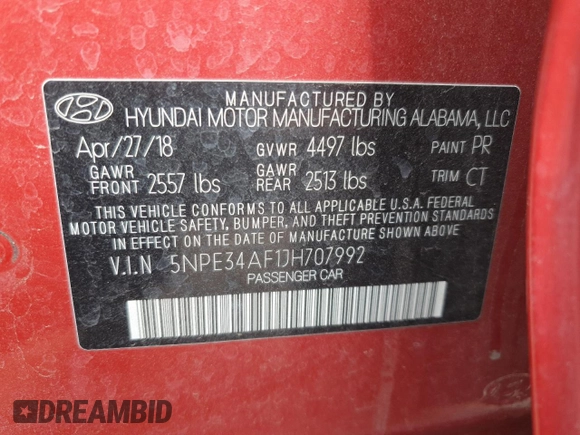 MANUFACTURED BY
HYUNDAI MOTOR MANUFACTURING ALABAMA, LLC
Apr/27/18 GVWR 4497 lbs PAINT PR
GAWR FRONT 2557 lbs GAWR REAR 2513 lbs TRIM CT
THIS VEHICLE CONFORMS TO ALL APPLICABLE U.S.A. FEDERAL
MOTOR VEHICLE SAFETY, BUMPER, AND THEFT PREVENTION STANDARDS
IN EFFECT ON THE DATE OF MANUFACTURE SHOWN ABOVE
V.I.N 5NPE34AF1JH707992
PASSENGER CAR
DREAMBID